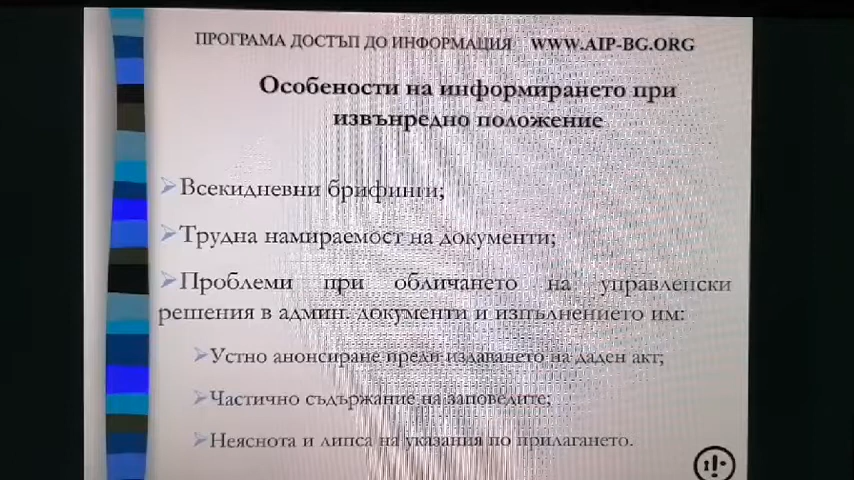 ПРОГРАМА ДОСТЪП ДО ИНФОРМАЦИЯ WWW.AIP-BG.ORG
Особености на информирането при
извънредно положение
Всекидневни брифинги;
Трудна намираемост на документи;
Проблеми при обличането на управленски
решения в админ. документи и изпълнението им:
Устно анонсиране преди издаването на даден акт;
Частично съдържание на заповедите;
Неяснота и липса на указания по прилагането.